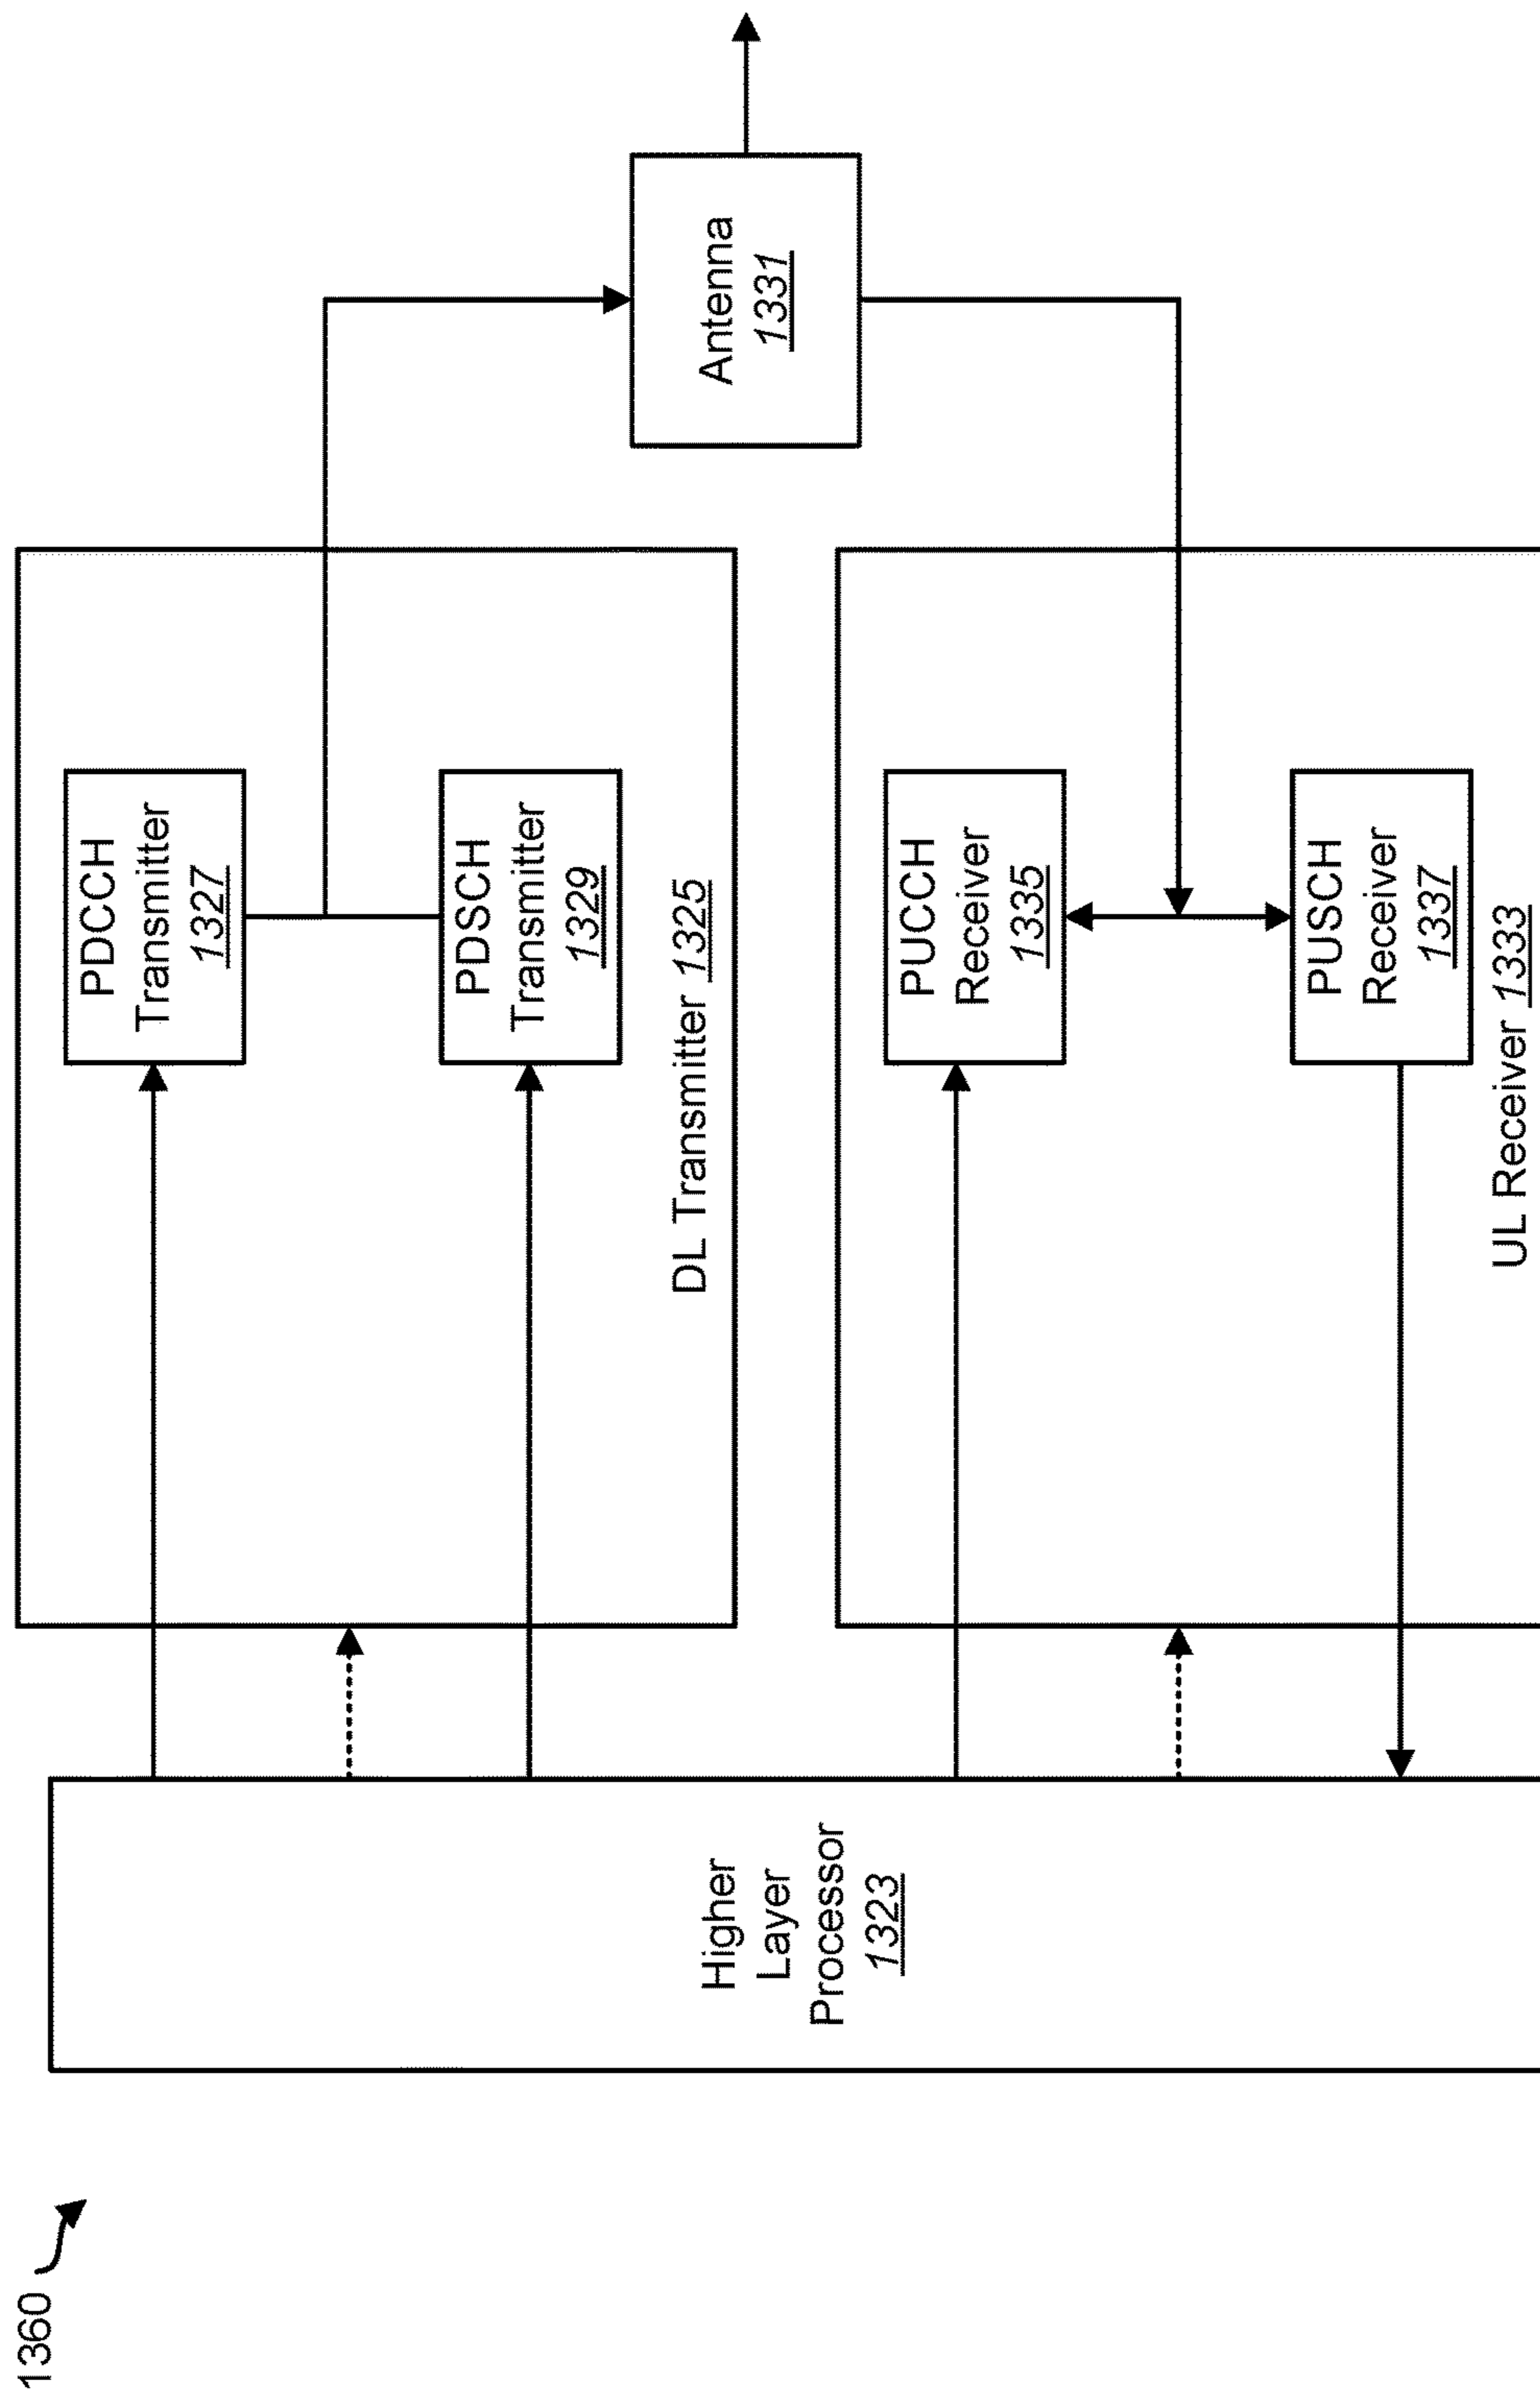 1360
Higher
Layer
Processor
1323
PDCCH
Transmitter
1327
PDSCH
Transmitter
1329
DL Transmitter 1325
PUCCH
Receiver
1335
PUSCH
Receiver
1337
UL Receiver 1333
Antenna
1331